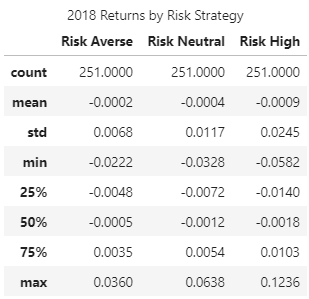 2018 Returns by Risk Strategy
Risk Averse Risk Neutral Risk High
count 251.0000 251.0000 251.0000
mean -0.0002 -0.0004 -0.0009
std 0.0068 0.0117 0.0245
min -0.0222 -0.0328 -0.0582
25% -0.0048 -0.0072 -0.0140
50% -0.0005 -0.0012 -0.0018
75% 0.0035 0.0054 0.0103
max 0.0360 0.0638 0.1236